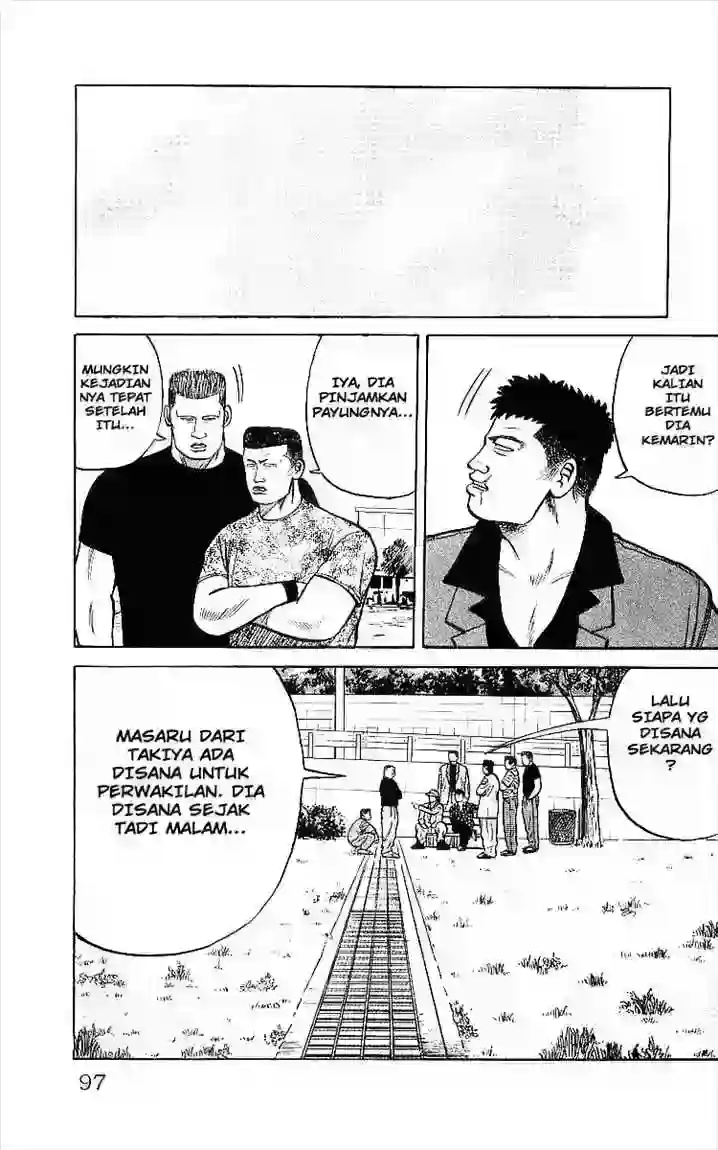 JADI
KALIAN
ITU
BERTEMU
DIA
KEMARIN?
IYA, DIA
PINJAMKAN
PAYUNGNYA...
MUNGKIN
KEJADIAN
NYA TEPAT
SETELAH
ITU...
LALU
SIAPA YG
DISANA
SEKARANG
?
MASARU DARI
TAKIYA ADA
DISANA UNTUK
PERWAKILAN. DIA
DISANA SEJAK
TADI MALAM...
97